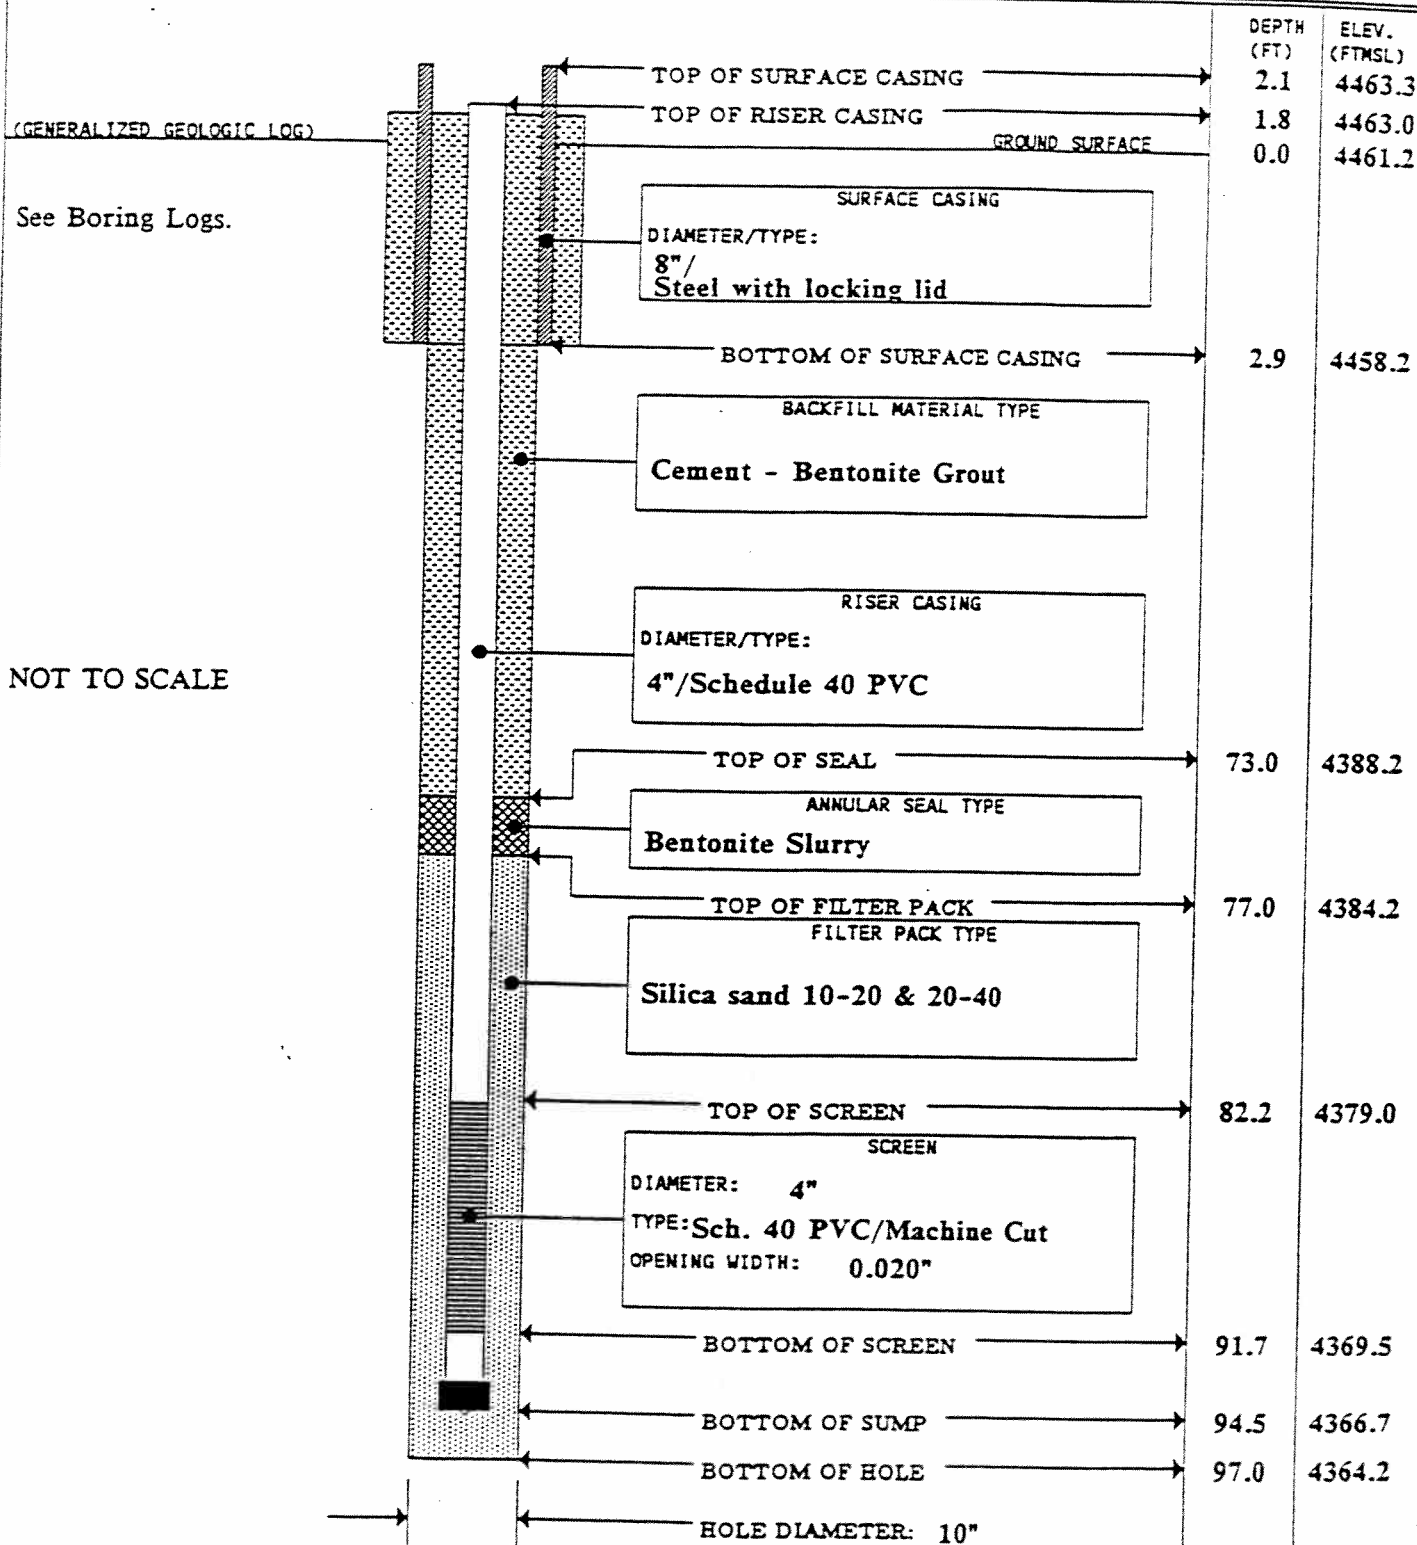 DEPTH ELEV.
(FT) (FTMSL)
TOP OF SURFACE CASING 2.1 4463.3
TOP OF RISER CASING 1.8 4463.0
(GENERALIZED GEOLOGIC LOG) GROUND SURFACE 0.0 4461.2
See Boring Logs.
SURFACE CASING
DIAMETER/TYPE:
8"/
Steel with locking lid
BOTTOM OF SURFACE CASING 2.9 4458.2
BACKFILL MATERIAL TYPE
Cement - Bentonite Grout
RISER CASING
DIAMETER/TYPE:
4"/Schedule 40 PVC
NOT TO SCALE
TOP OF SEAL 73.0 4388.2
ANNULAR SEAL TYPE
Bentonite Slurry
TOP OF FILTER PACK 77.0 4384.2
FILTER PACK TYPE
Silica sand 10-20 & 20-40
TOP OF SCREEN 82.2 4379.0
SCREEN
DIAMETER: 4"
TYPE: Sch. 40 PVC/Machine Cut
OPENING WIDTH: 0.020"
BOTTOM OF SCREEN 91.7 4369.5
BOTTOM OF SUMP 94.5 4366.7
BOTTOM OF HOLE 97.0 4364.2
HOLE DIAMETER: 10"